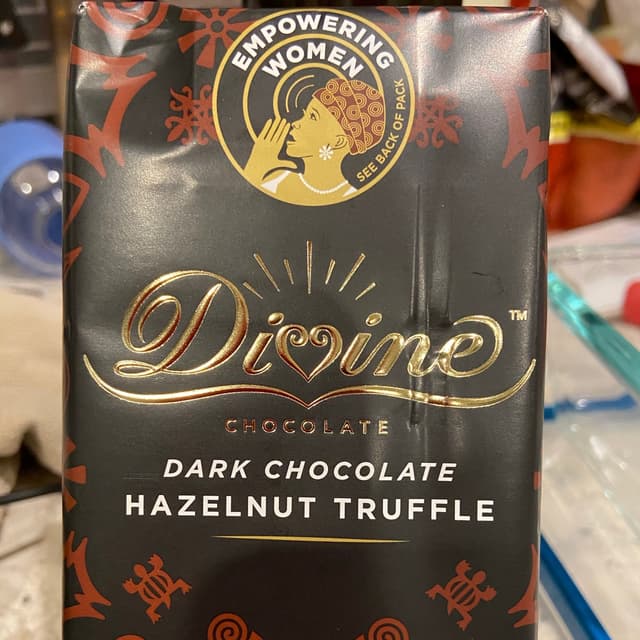 EMPOWERING
WOMEN
SEE BACK OF PACK
Divine™
CHOCOLATE
DARK CHOCOLATE
HAZELNUT TRUFFLE